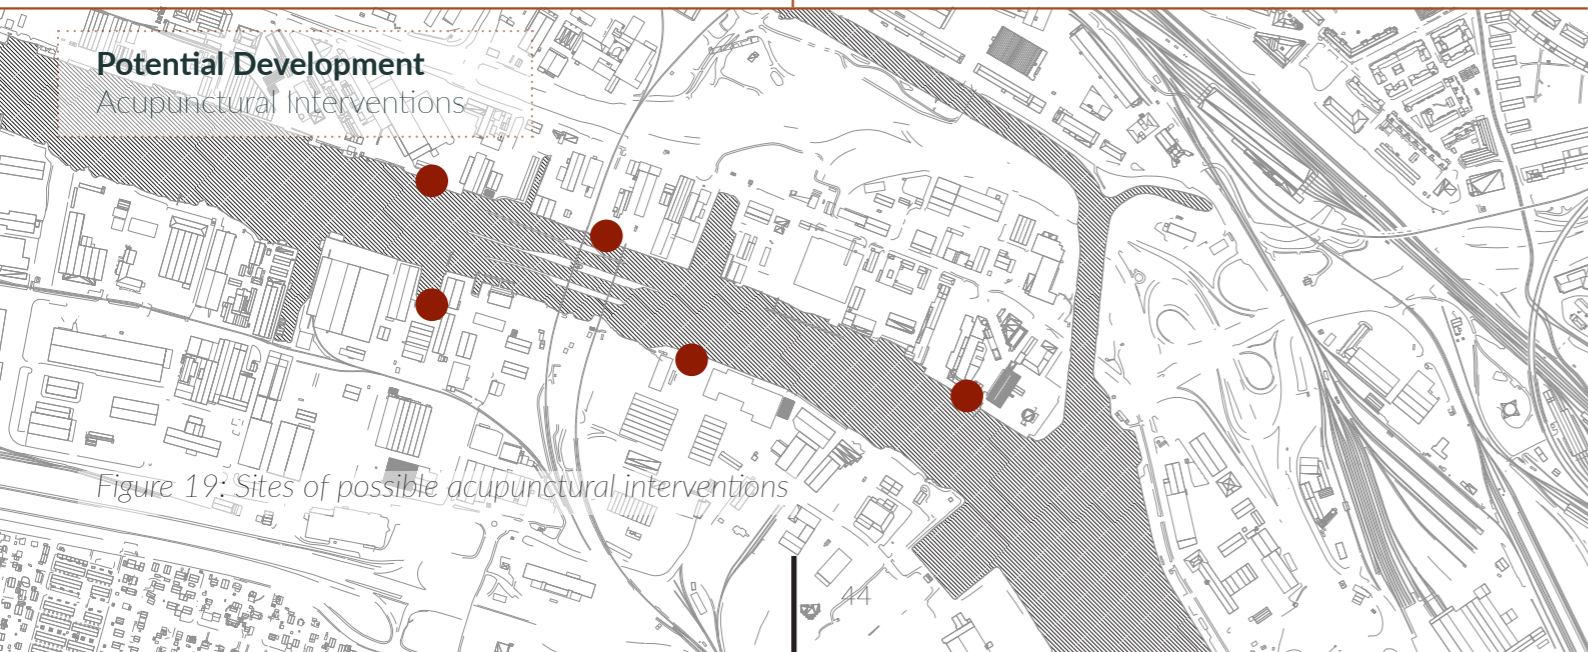 Potential Development
Acupunctural Interventions
Figure 19: Sites of possible acupunctural interventions
44